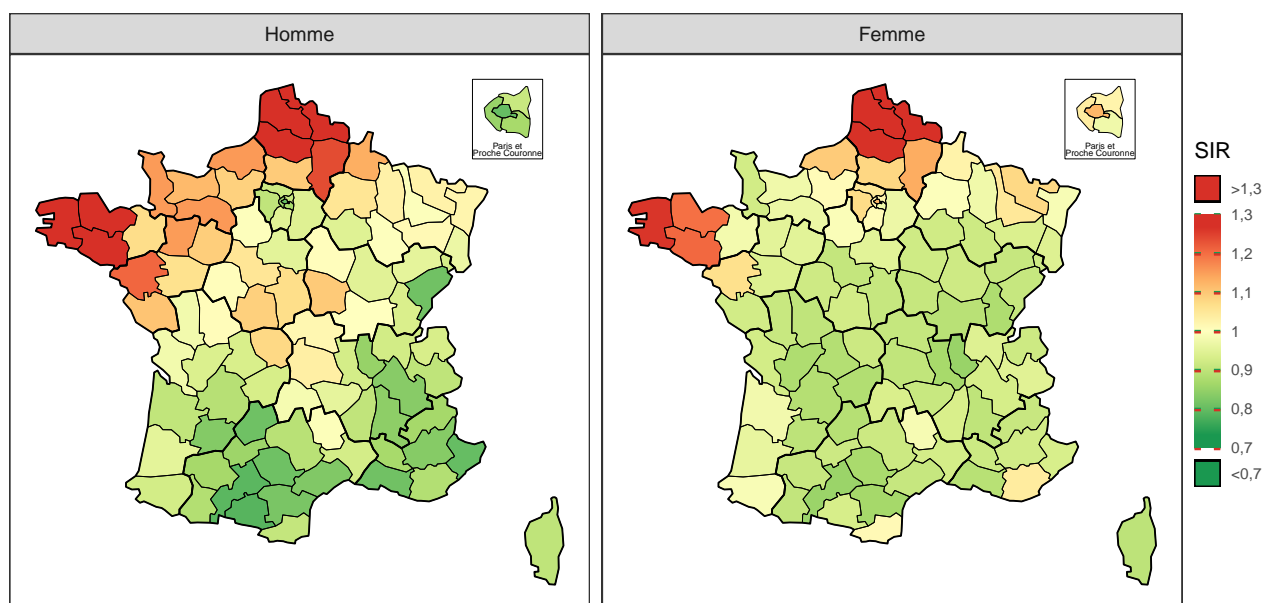 Homme
Femme
Paris et
Proche Couronne
Paris et
Proche Couronne
SIR
>1,3
1,3
1,2
1,1
1
0,9
0,8
0,7
<0,7